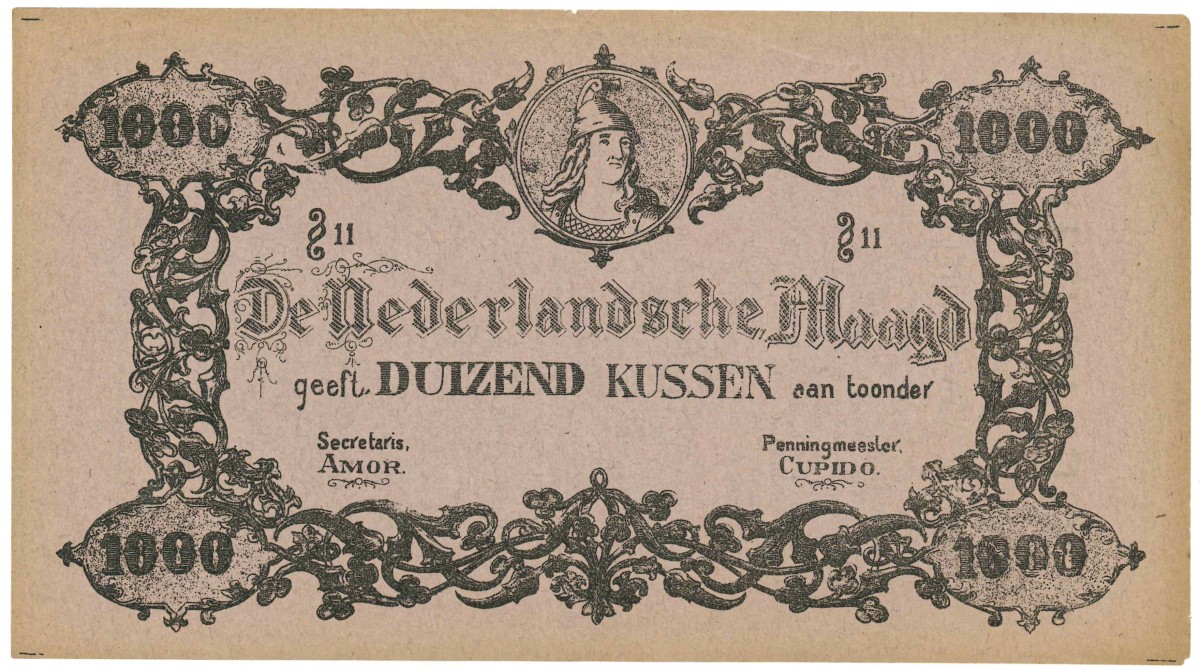 1000 1000
§ 11 § 11
De Nederlandsche Maagd
geeft DUIZEND KUSSEN aan toonder
Secretaris, Penningmeester,
AMOR. CUPIDO.
1000 1000